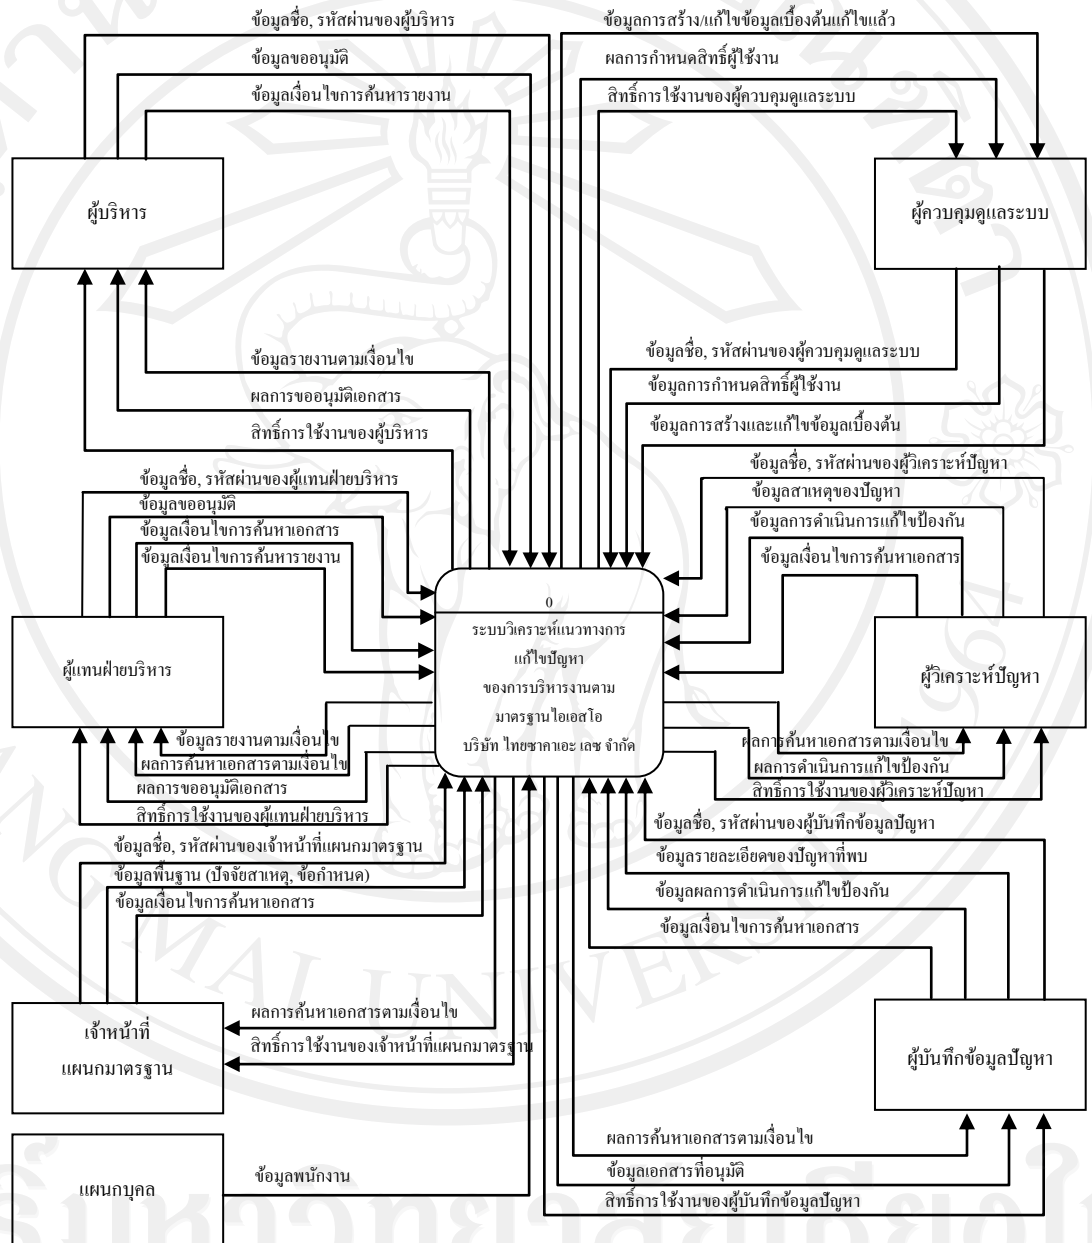 ข้อมูลชื่อ, รหัสผ่านของผู้บริหาร
ข้อมูลขออนุมัติ
ข้อมูลเงื่อนไขการค้นหารายงาน
ข้อมูลการสร้าง/แก้ไขข้อมูลเบื้องต้นแก้ไขแล้ว
ผลการกำหนดสิทธิ์ผู้ใช้งาน
สิทธิ์การใช้งานของผู้ควบคุมดูแลระบบ
ผู้บริหาร
ผู้ควบคุมดูแลระบบ
ข้อมูลรายงานตามเงื่อนไข
ผลการขออนุมัติเอกสาร
สิทธิ์การใช้งานของผู้บริหาร
ข้อมูลชื่อ, รหัสผ่านของผู้ควบคุมดูแลระบบ
ข้อมูลการกำหนดสิทธิ์ผู้ใช้งาน
ข้อมูลการสร้างและแก้ไขข้อมูลเบื้องต้น
ข้อมูลชื่อ, รหัสผ่านของผู้แทนฝ่ายบริหาร
ข้อมูลขออนุมัติ
ข้อมูลเงื่อนไขการค้นหาเอกสาร
ข้อมูลเงื่อนไขการค้นหารายงาน
ข้อมูลชื่อ, รหัสผ่านของผู้วิเคราะห์ปัญหา
ข้อมูลสาเหตุของปัญหา
ข้อมูลการดำเนินการแก้ไขป้องกัน
ข้อมูลเงื่อนไขการค้นหาเอกสาร
0
ระบบวิเคราะห์แนวทางการ
แก้ไขปัญหา
ของการบริหารงานตาม
มาตรฐานไอเอสโอ
บริษัท ไทยซาคาเอะ เลซ จำกัด
ผู้แทนฝ่ายบริหาร
ผู้วิเคราะห์ปัญหา
ข้อมูลรายงานตามเงื่อนไข
ผลการค้นหาเอกสารตามเงื่อนไข
ผลการขออนุมัติเอกสาร
สิทธิ์การใช้งานของผู้แทนฝ่ายบริหาร
ผลการค้นหาเอกสารตามเงื่อนไข
ผลการดำเนินการแก้ไขป้องกัน
สิทธิ์การใช้งานของผู้วิเคราะห์ปัญหา
ข้อมูลชื่อ, รหัสผ่านของเจ้าหน้าที่แผนกมาตรฐาน
ข้อมูลพื้นฐาน (ปัจจัยสาเหตุ, ข้อกำหนด)
ข้อมูลเงื่อนไขการค้นหาเอกสาร
ข้อมูลชื่อ, รหัสผ่านของผู้บันทึกข้อมูลปัญหา
ข้อมูลรายละเอียดของปัญหาที่พบ
ข้อมูลผลการดำเนินการแก้ไขป้องกัน
ข้อมูลเงื่อนไขการค้นหาเอกสาร
เจ้าหน้าที่
แผนกมาตรฐาน
ผลการค้นหาเอกสารตามเงื่อนไข
สิทธิ์การใช้งานของเจ้าหน้าที่แผนกมาตรฐาน
ผู้บันทึกข้อมูลปัญหา
แผนกบุคล
ข้อมูลพนักงาน
ผลการค้นหาเอกสารตามเงื่อนไข
ข้อมูลเอกสารที่อนุมัติ
สิทธิ์การใช้งานของผู้บันทึกข้อมูลปัญหา